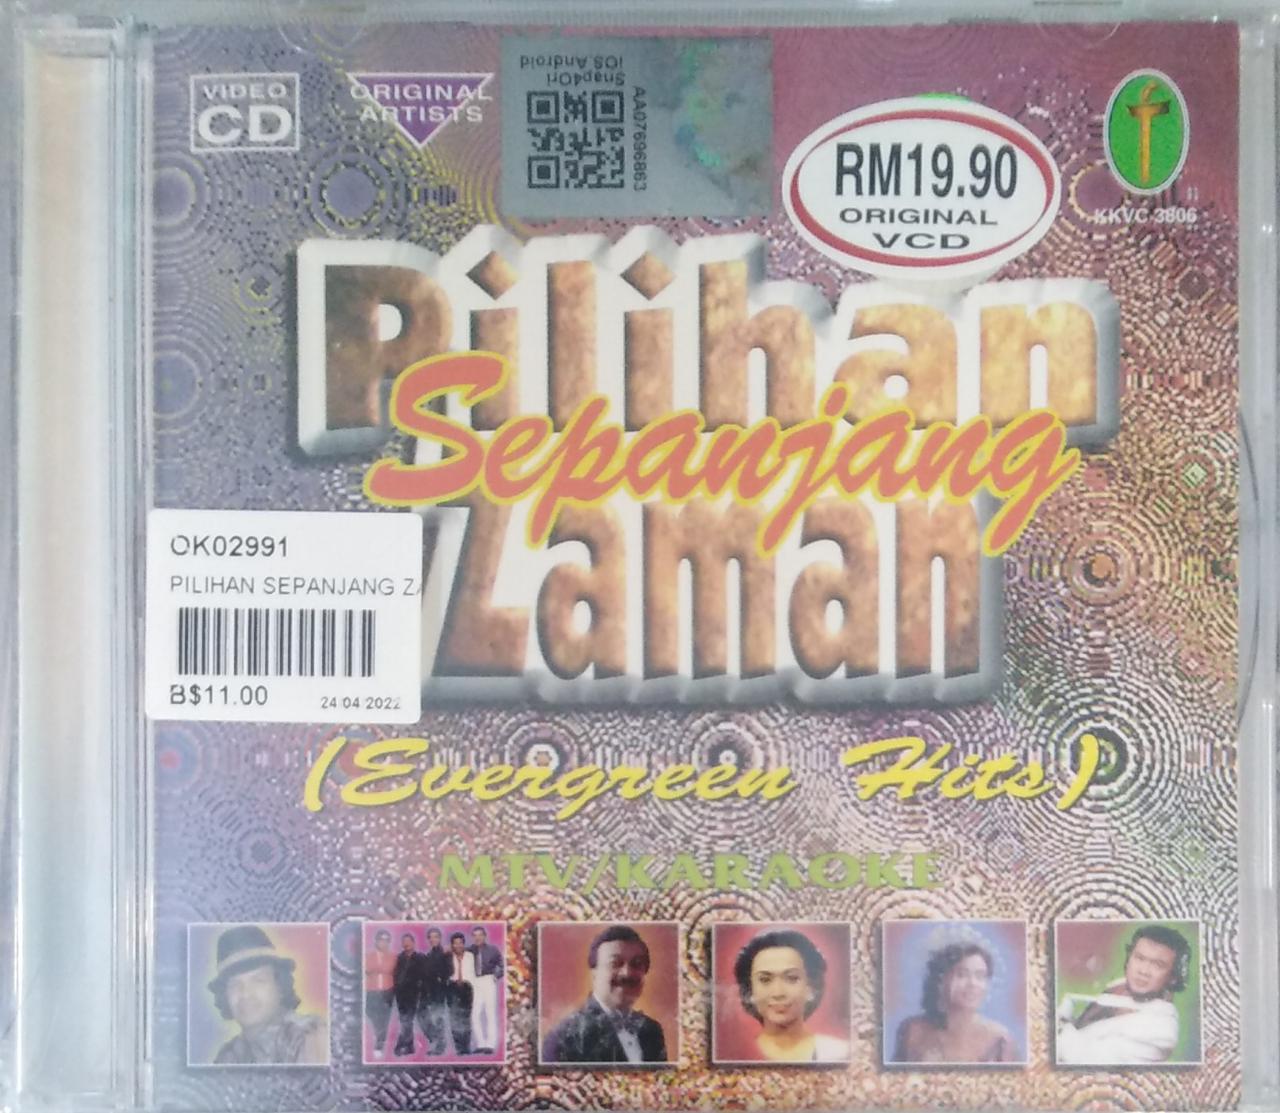 VIDEO
CD
ORIGINAL
ARTISTS
Snap4Ori
iOS,Android
AA07696863
RM19.90
ORIGINAL
VCD
KKVC 3806
Pilihan
Sepanjang
Zaman
OK02991
PILIHAN SEPANJANG ZA
B$11.00
24 04 2022
(Evergreen Hits)
MTV/KARAOKE